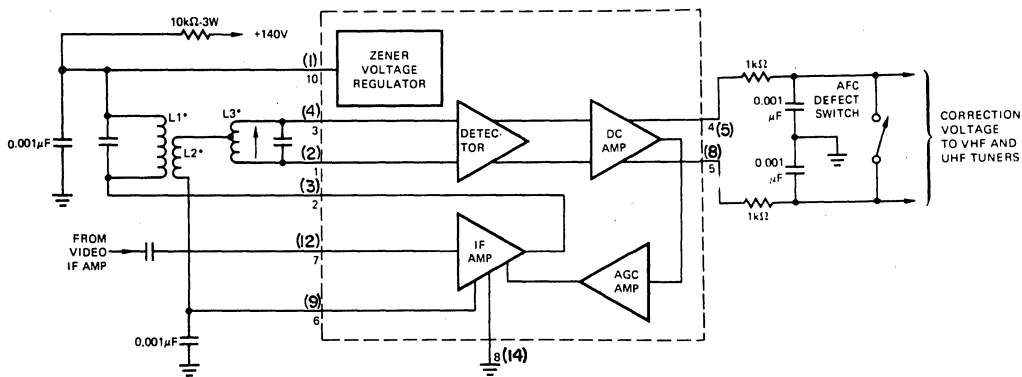 10kΩ-3W
+140V
ZENER
VOLTAGE
REGULATOR
(1)
10
0.001µF
L1*
L2*
L3*
(4)
3
(2)
1
(3)
2
DETEC-
TOR
DC
AMP
4 (5)
(8)
5
1kΩ
0.001
µF
AFC
DEFECT
SWITCH
0.001
µF
1kΩ
CORRECTION
VOLTAGE
TO VHF AND
UHF TUNERS
FROM
VIDEO
IF AMP
(12)
7
IF
AMP
AGC
AMP
(9)
6
0.001µF
8 (14)